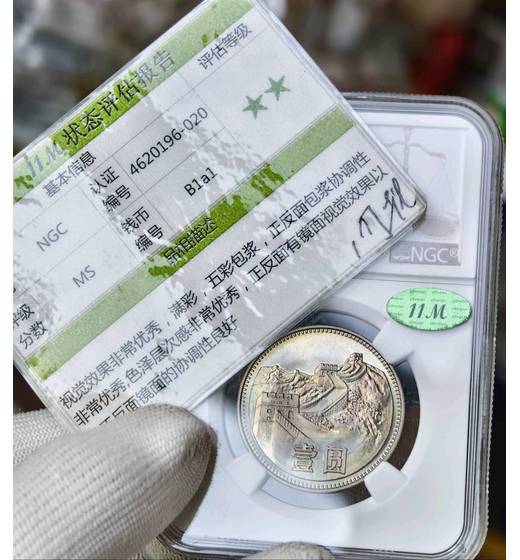 11.M 状态评估报告
基本信息
评估等级
NGC
认证编号
4620196-020
MS
钱币编号
B1a1
评级分数
品相描述
视觉效果非常优秀，满彩，五彩包浆，正反面包浆协调性
非常优秀，色泽层次感非常优秀，正反面有镜面视觉效果以
正反面镜面的协调性良好
NGC®
11.M
壹圆